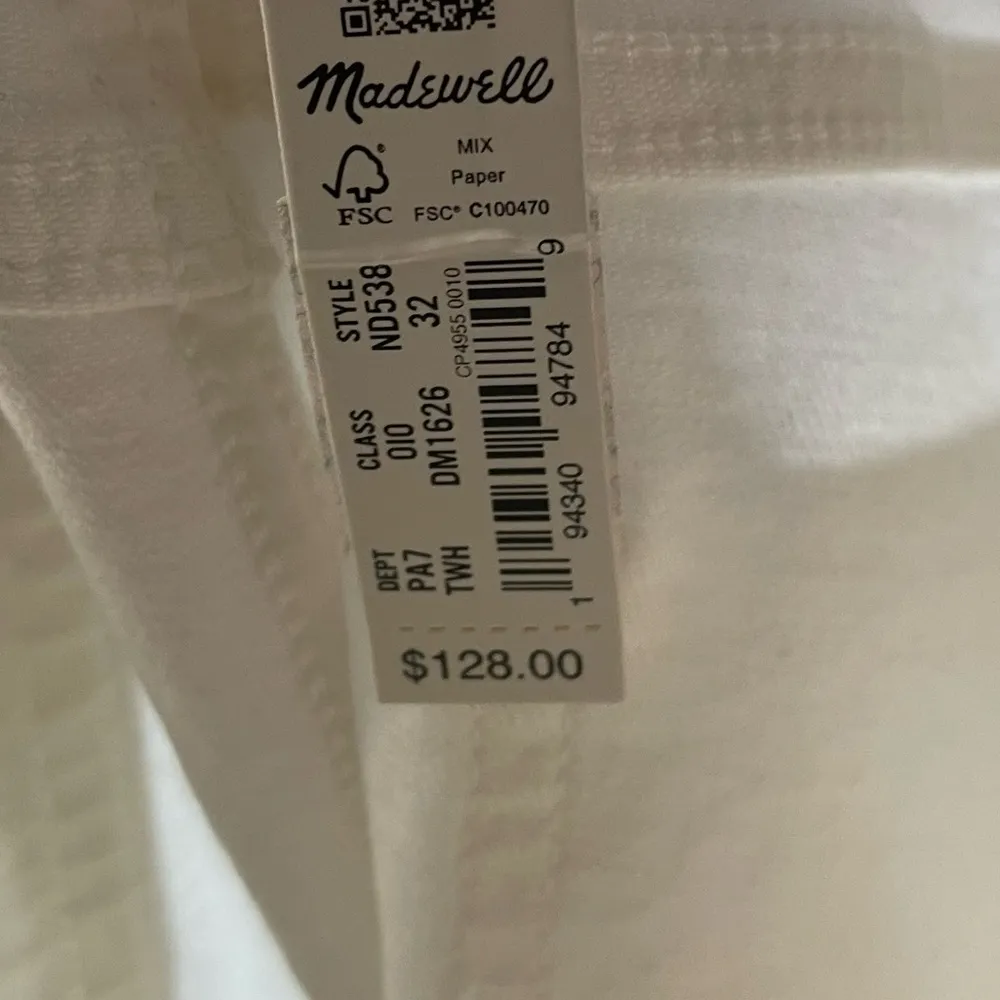 Madewell
MIX
Paper
FSC® C100470
FSC
STYLE
ND538
32
CLASS
010
DM1626
DEPT
PA7
TWH
CP4955 0010
1 94340 94784 9
$128.00